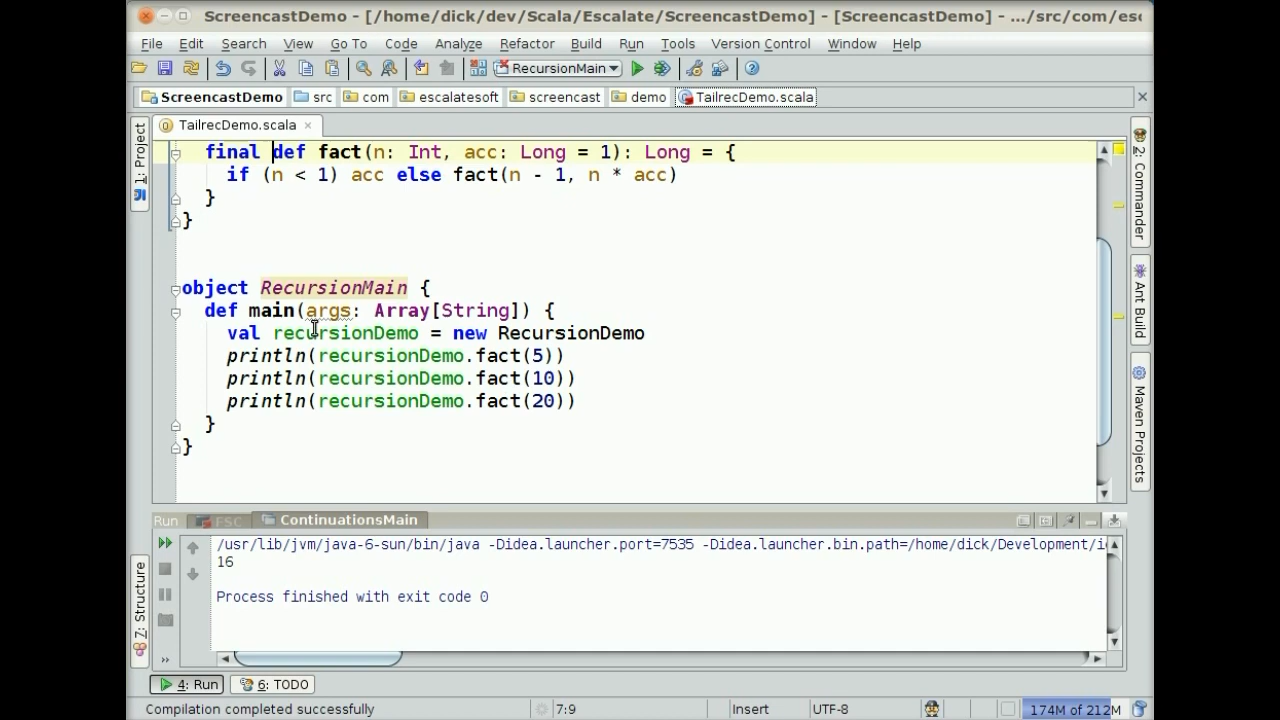 ScreencastDemo - [/home/dick/dev/Scala/Escalate/ScreencastDemo] - [ScreencastDemo] - .../src/com/esc
File Edit Search View Go To Code Analyze Refactor Build Run Tools Version Control Window Help
RecursionMain
ScreencastDemo src com escalatesoft screencast demo TailrecDemo.scala
TailrecDemo.scala
1: Project
final def fact(n: Int, acc: Long = 1): Long = {
if (n < 1) acc else fact(n - 1, n * acc)
}
}
object RecursionMain {
def main(args: Array[String]) {
val recursionDemo = new RecursionDemo
println(recursionDemo.fact(5))
println(recursionDemo.fact(10))
println(recursionDemo.fact(20))
}
}
2: Commander
Ant Build
Maven Projects
Run ESC ContinuationsMain
/usr/lib/jvm/java-6-sun/bin/java -Didea.launcher.port=7535 -Didea.launcher.bin.path=/home/dick/Development/i
16
Process finished with exit code 0
7: Structure
4: Run 6: TODO
Compilation completed successfully 7:9 Insert UTF-8 174M of 212M